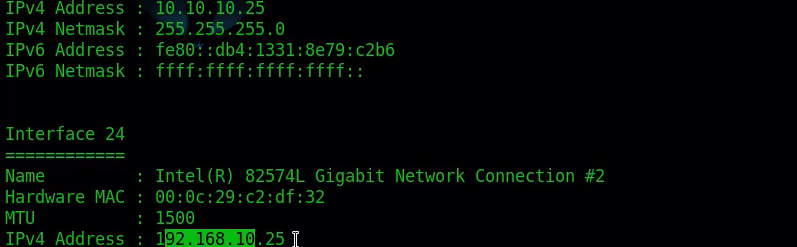 IPv4 Address : 10.10.10.25
IPv4 Netmask : 255.255.255.0
IPv6 Address : fe80::db4:1331:8e79:c2b6
IPv6 Netmask : ffff:ffff:ffff:ffff::
Interface 24
============
Name         : Intel(R) 82574L Gigabit Network Connection #2
Hardware MAC : 00:0c:29:c2:df:32
MTU          : 1500
IPv4 Address : 192.168.10.25